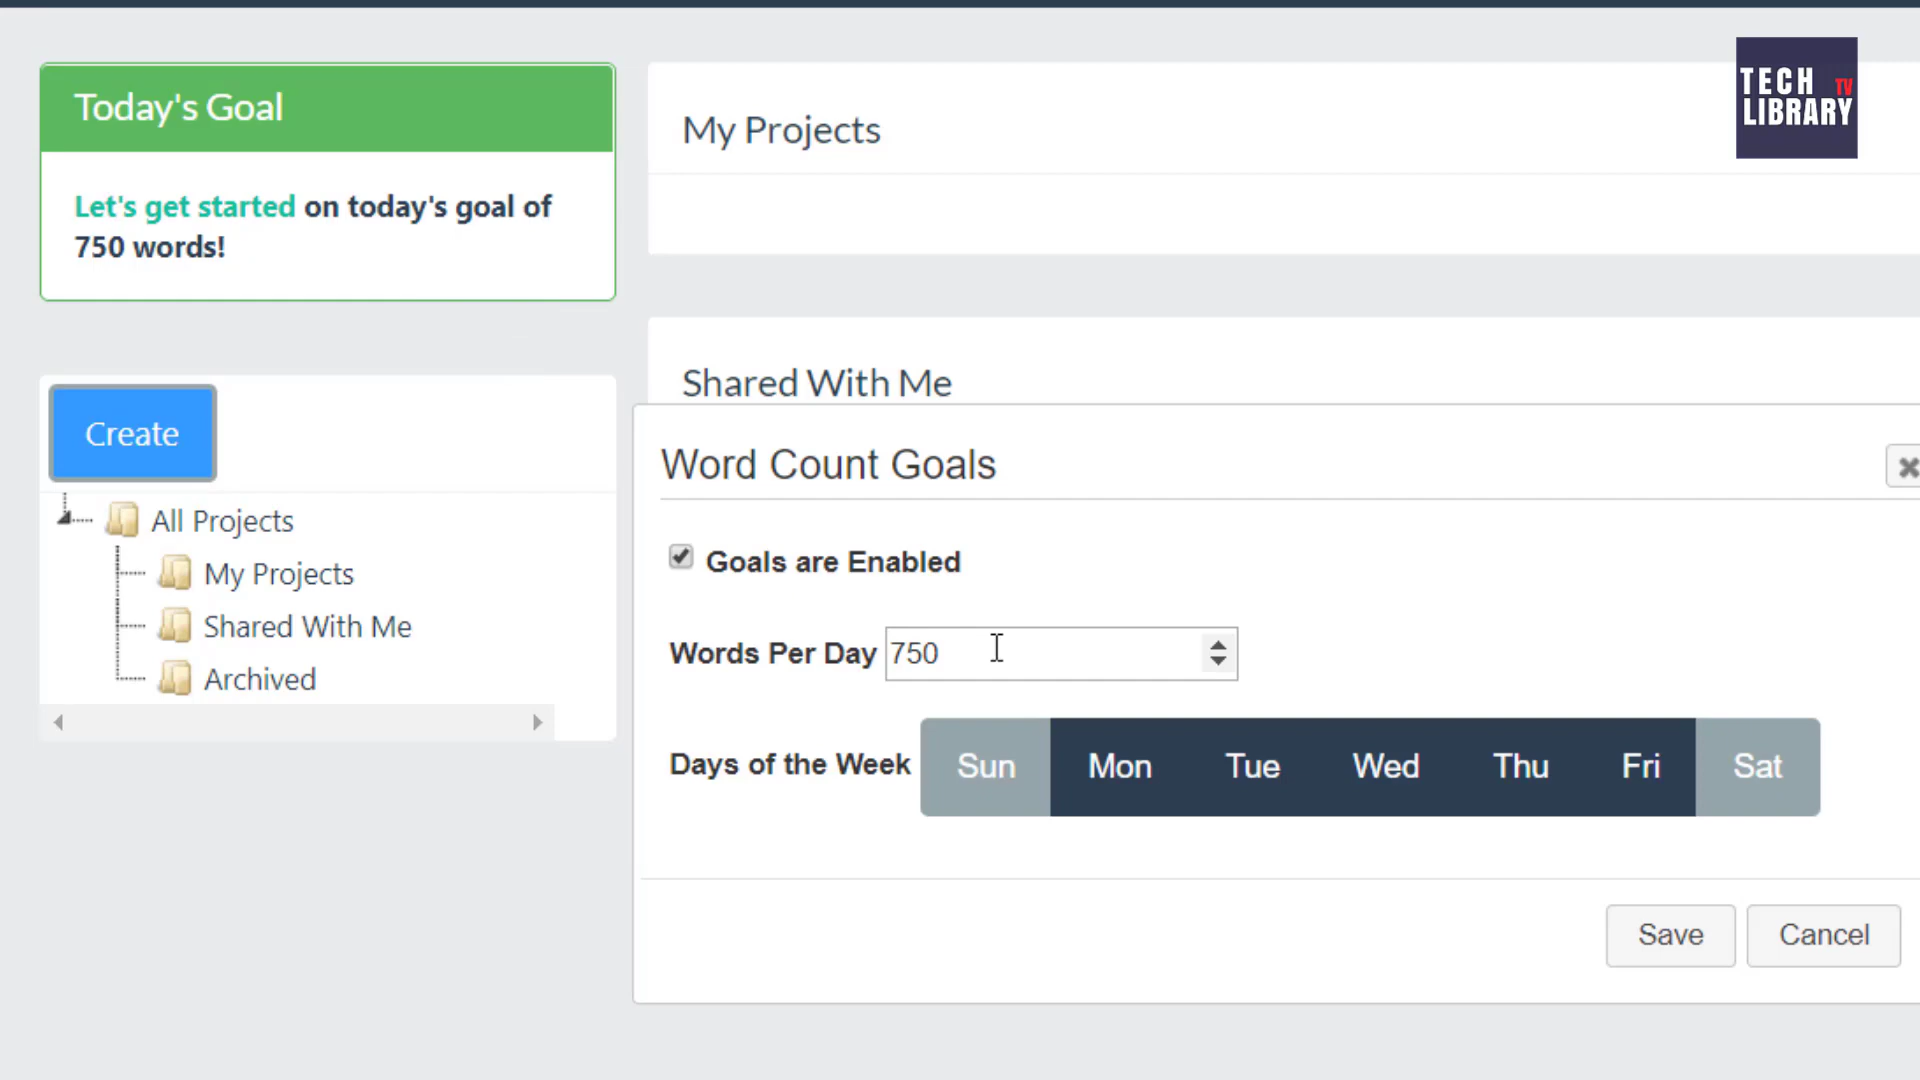 Today's Goal
Let's get started on today's goal of
750 words!
Create
All Projects
My Projects
Shared With Me
Archived
My Projects
TECH TV
LIBRARY
Shared With Me
Word Count Goals
Goals are Enabled
Words Per Day 750
Days of the Week Sun Mon Tue Wed Thu Fri Sat
Save Cancel